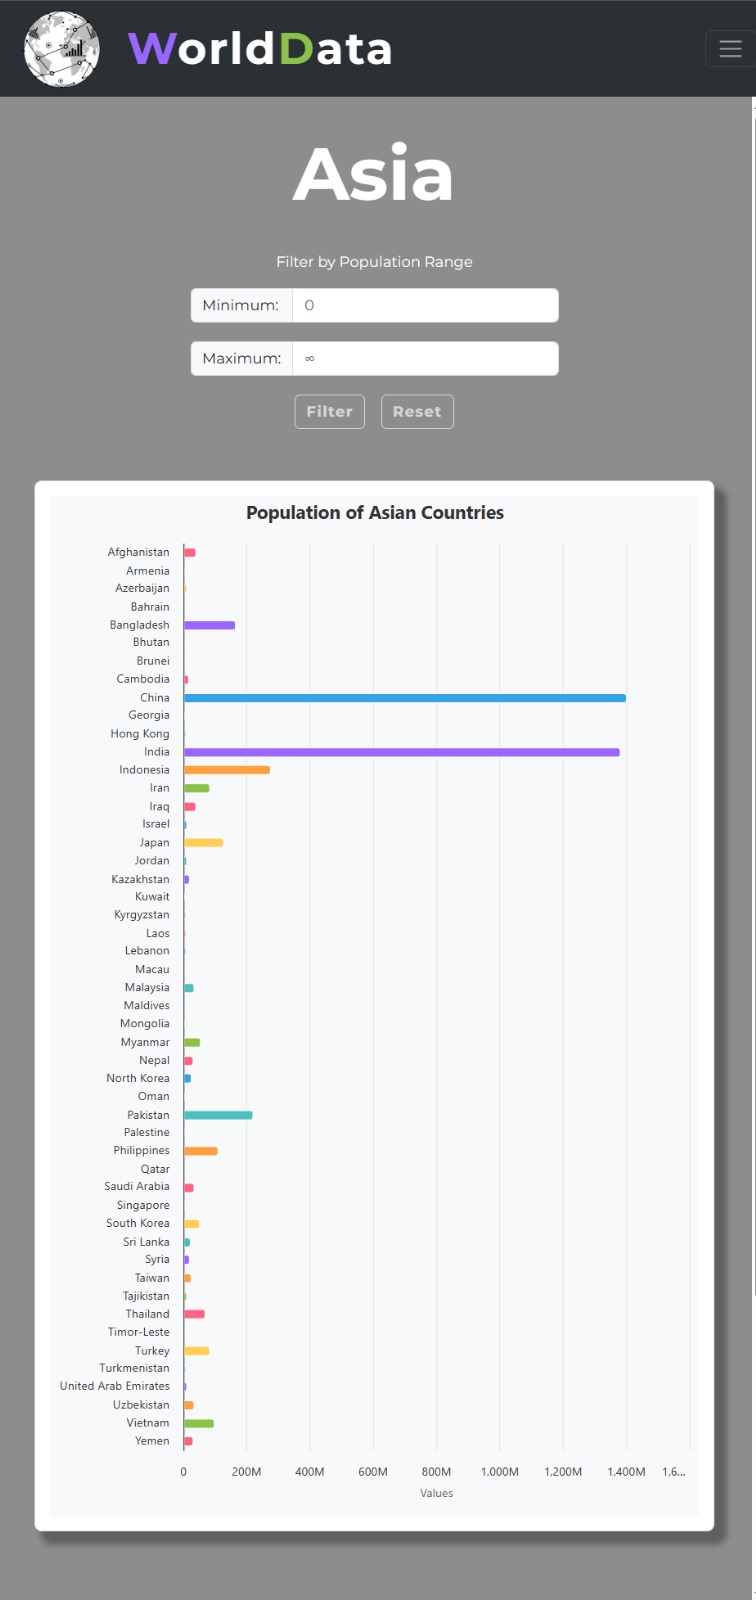 WorldData
Asia
Filter by Population Range
Minimum: 0
Maximum: ∞
Filter Reset
Population of Asian Countries
Afghanistan
Armenia
Azerbaijan
Bahrain
Bangladesh
Bhutan
Brunei
Cambodia
China
Georgia
Hong Kong
India
Indonesia
Iran
Iraq
Israel
Japan
Jordan
Kazakhstan
Kuwait
Kyrgyzstan
Laos
Lebanon
Macau
Malaysia
Maldives
Mongolia
Myanmar
Nepal
North Korea
Oman
Pakistan
Palestine
Philippines
Qatar
Saudi Arabia
Singapore
South Korea
Sri Lanka
Syria
Taiwan
Tajikistan
Thailand
Timor-Leste
Turkey
Turkmenistan
United Arab Emirates
Uzbekistan
Vietnam
Yemen
0 200M 400M 600M 800M 1,000M 1,200M 1,400M 1,6...
Values